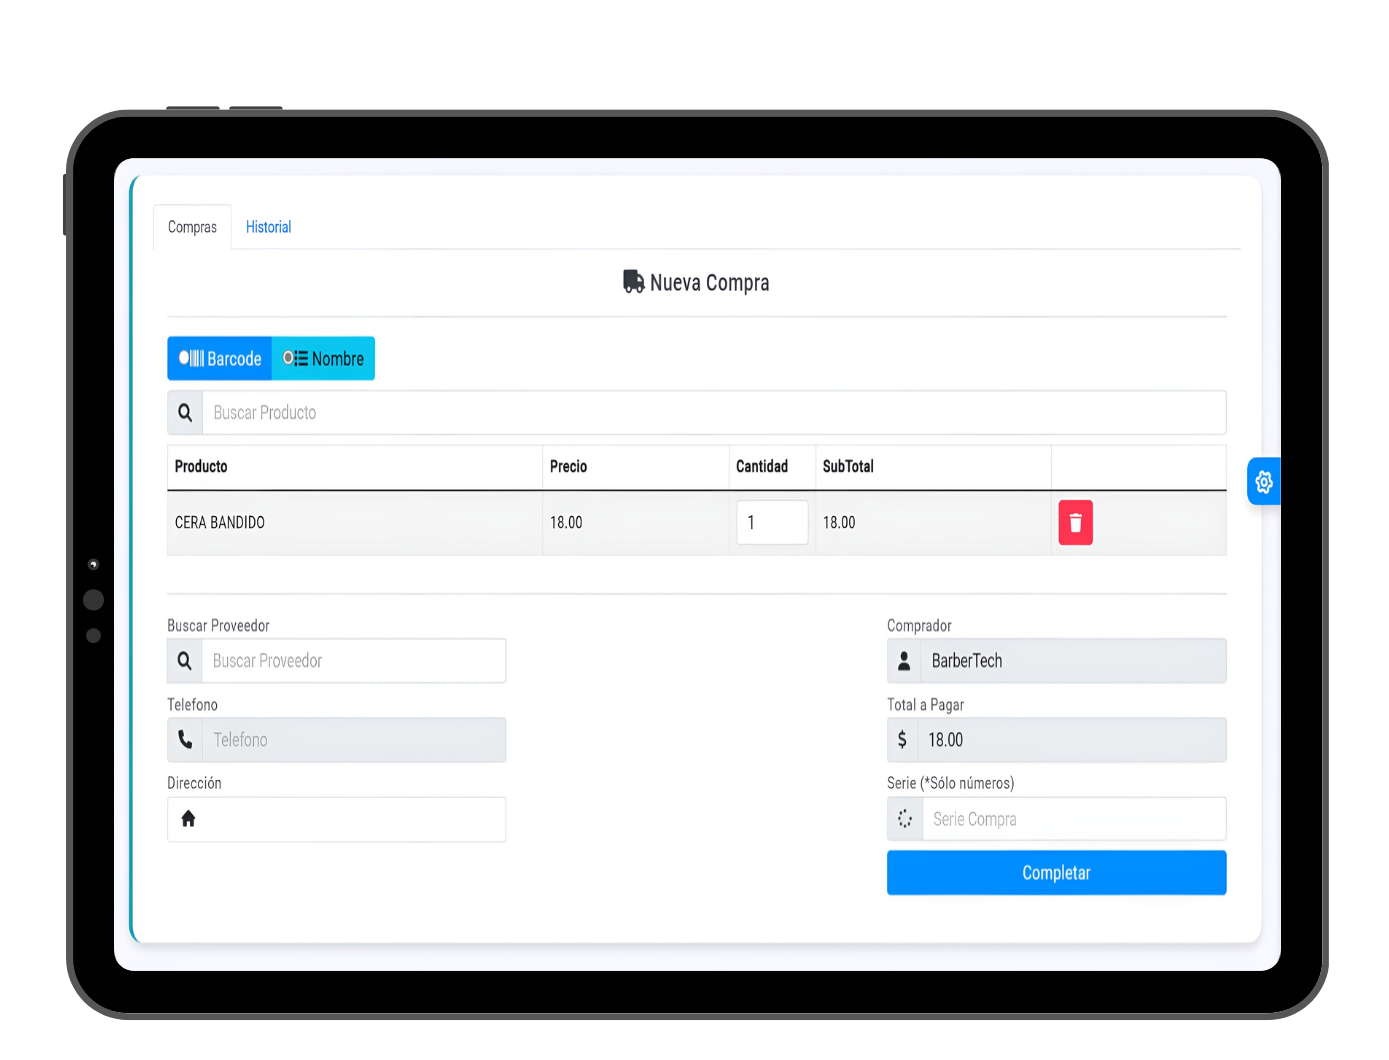 Compras Historial
Nueva Compra
Barcode Nombre
Buscar Producto
Producto Precio Cantidad SubTotal
CERA BANDIDO 18.00 1 18.00
Buscar Proveedor
Buscar Proveedor
Telefono
Telefono
Dirección
Comprador
BarberTech
Total a Pagar
$ 18.00
Serie (*Sólo números)
Serie Compra
Completar